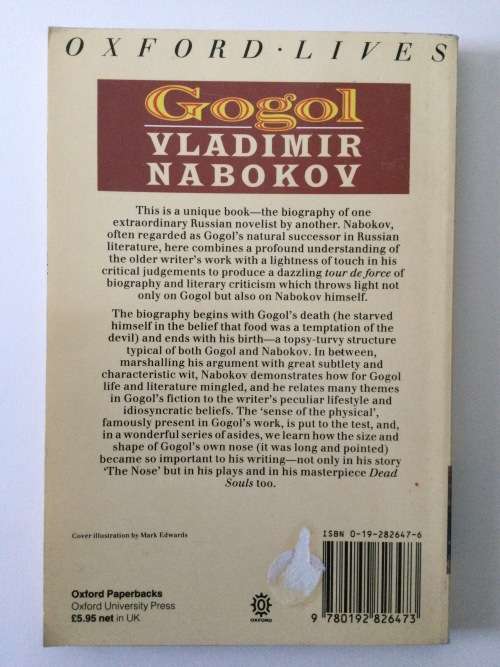 OXFORD · LIVES
Gogol
VLADIMIR
NABOKOV
This is a unique book—the biography of one
extraordinary Russian novelist by another. Nabokov,
often regarded as Gogol's natural successor in Russian
literature, here combines a profound understanding of
the older writer's work with a lightness of touch in his
critical judgements to produce a dazzling tour de force of
biography and literary criticism which throws light not
only on Gogol but also on Nabokov himself.
The biography begins with Gogol's death (he starved
himself in the belief that food was a temptation of the
devil) and ends with his birth—a topsy-turvy structure
typical of both Gogol and Nabokov. In between,
marshalling his argument with great subtlety and
characteristic wit, Nabokov demonstrates how for Gogol
life and literature mingled, and he relates many themes
in Gogol's fiction to the writer's peculiar lifestyle and
idiosyncratic beliefs. The 'sense of the physical',
famously present in Gogol's work, is put to the test, and,
in a wonderful series of asides, we learn how the size and
shape of Gogol's own nose (it was long and pointed)
became so important to his writing—not only in his story
'The Nose' but in his plays and in his masterpiece Dead
Souls too.
Cover illustration by Mark Edwards
ISBN 0-19-282647-6
Oxford Paperbacks
Oxford University Press
£5.95 net in UK
OXFORD
9 780192 826473